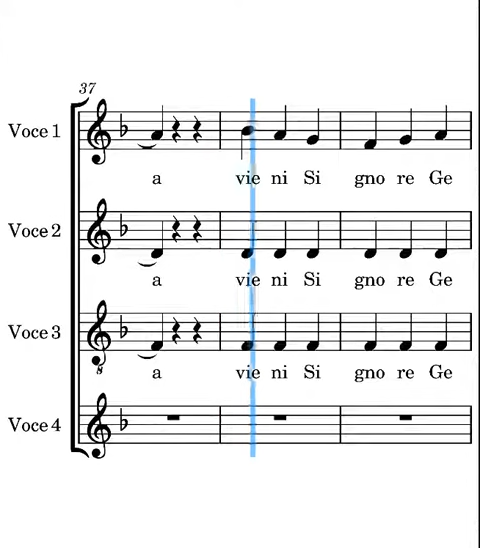 37
Voce 1
a vie ni Si gno re Ge
Voce 2
a vie ni Si gno re Ge
Voce 3
8
a vie ni Si gno re Ge
Voce 4